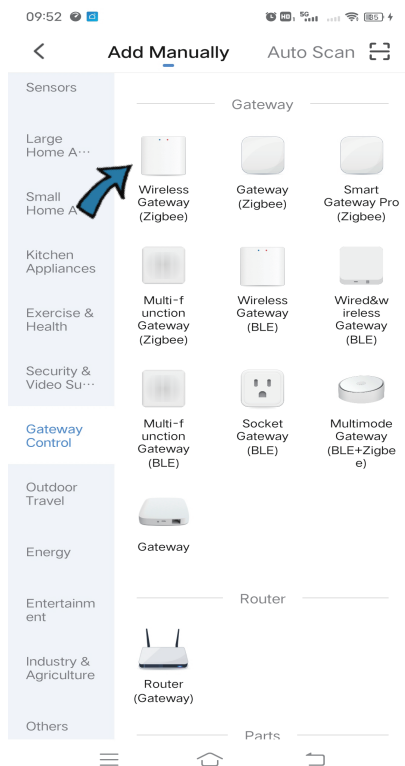 09:52 HD 5G 85
Add Manually Auto Scan
Sensors
Large
Home A···
Small
Home A
Kitchen
Appliances
Exercise &
Health
Security &
Video Su···
Gateway
Control
Outdoor
Travel
Energy
Entertainm
ent
Industry &
Agriculture
Others
Gateway
Wireless
Gateway
(Zigbee)
Gateway
(Zigbee)
Smart
Gateway Pro
(Zigbee)
Multi-f
unction
Gateway
(Zigbee)
Wireless
Gateway
(BLE)
Wired&w
ireless
Gateway
(BLE)
Multi-f
unction
Gateway
(BLE)
Socket
Gateway
(BLE)
Multimode
Gateway
(BLE+Zigbe
e)
Gateway
Router
Router
(Gateway)
Parts